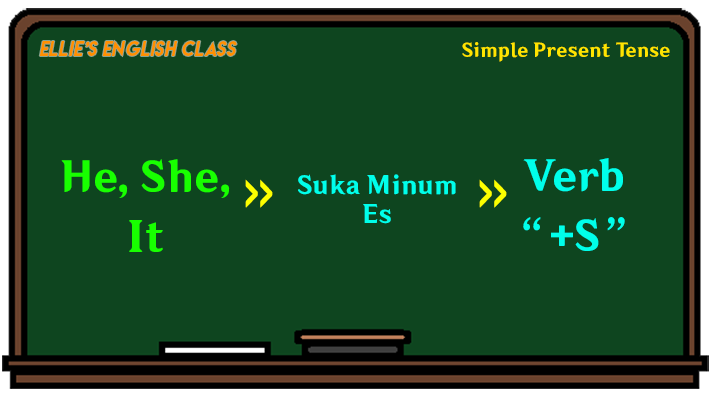 ELLIE'S ENGLISH CLASS
Simple Present Tense
He, She,
It
»
Suka Minum
Es
»
Verb
“+S”